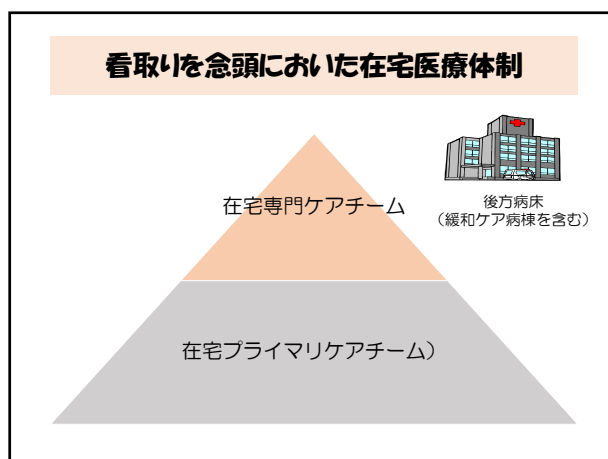 看取りを念頭においた在宅医療体制
在宅専門ケアチーム
後方病床
（緩和ケア病棟を含む）
在宅プライマリケアチーム）